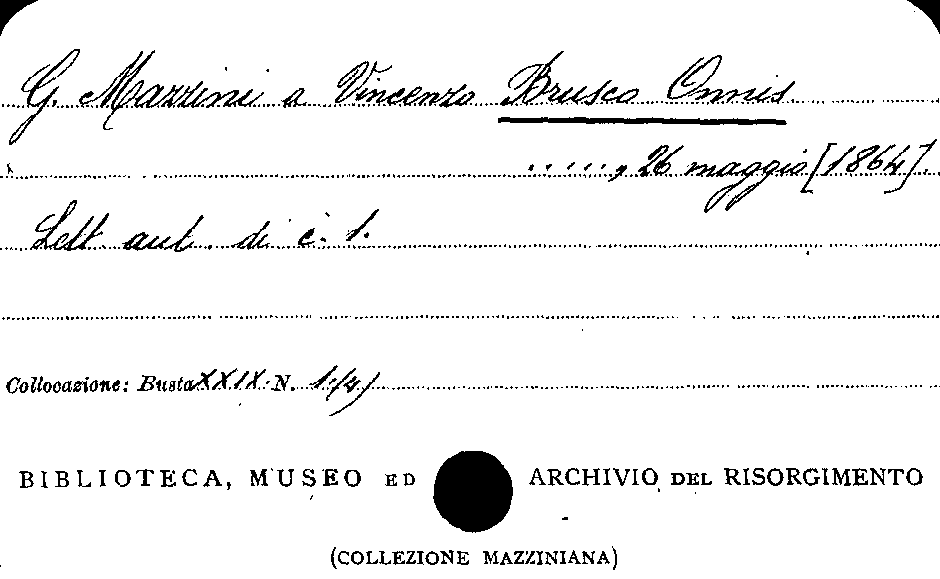 G. Mazzini a Vincenzo Brusco Onnis
....., 26 maggio [1864].
Lett. aut. di c. 1.
Collocazione: Busta XXIX N. 1.(4)
BIBLIOTECA, MUSEO ED ARCHIVIO DEL RISORGIMENTO
(COLLEZIONE MAZZINIANA)